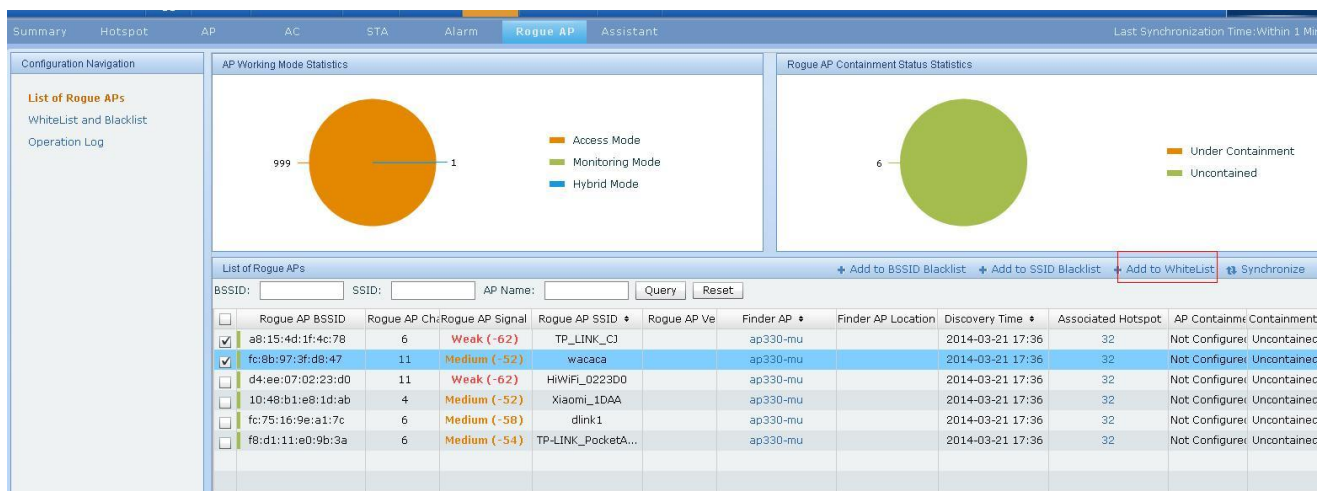 Summary Hotspot AP AC STA Alarm Rogue AP Assistant Last Synchronization Time:Within 1 Min
Configuration Navigation
List of Rogue APs
WhiteList and Blacklist
Operation Log
AP Working Mode Statistics
999
1
Access Mode
Monitoring Mode
Hybrid Mode
Rogue AP Containment Status Statistics
6
Under Containment
Uncontained
List of Rogue APs Add to BSSID Blacklist Add to SSID Blacklist Add to WhiteList Synchronize
BSSID: SSID: AP Name: Query Reset
Rogue AP BSSID Rogue AP Cha Rogue AP Signal Rogue AP SSID Rogue AP Ve Finder AP Finder AP Location Discovery Time Associated Hotspot AP Containme Containment
a8:15:4d:1f:4c:78 6 Weak (-62) TP_LINK_CJ ap330-mu 2014-03-21 17:36 32 Not Configured Uncontained
fc:8b:97:3f:d8:47 11 Medium (-52) wacaca ap330-mu 2014-03-21 17:36 32 Not Configured Uncontained
d4:ee:07:02:23:d0 11 Weak (-62) HiWiFi_0223D0 ap330-mu 2014-03-21 17:36 32 Not Configured Uncontained
10:48:b1:e8:1d:ab 4 Medium (-52) Xiaomi_1DAA ap330-mu 2014-03-21 17:36 32 Not Configured Uncontained
fc:75:16:9e:a1:7c 6 Medium (-58) dlink1 ap330-mu 2014-03-21 17:36 32 Not Configured Uncontained
f8:d1:11:e0:9b:3a 6 Medium (-54) TP-LINK_PocketA... ap330-mu 2014-03-21 17:36 32 Not Configured Uncontained